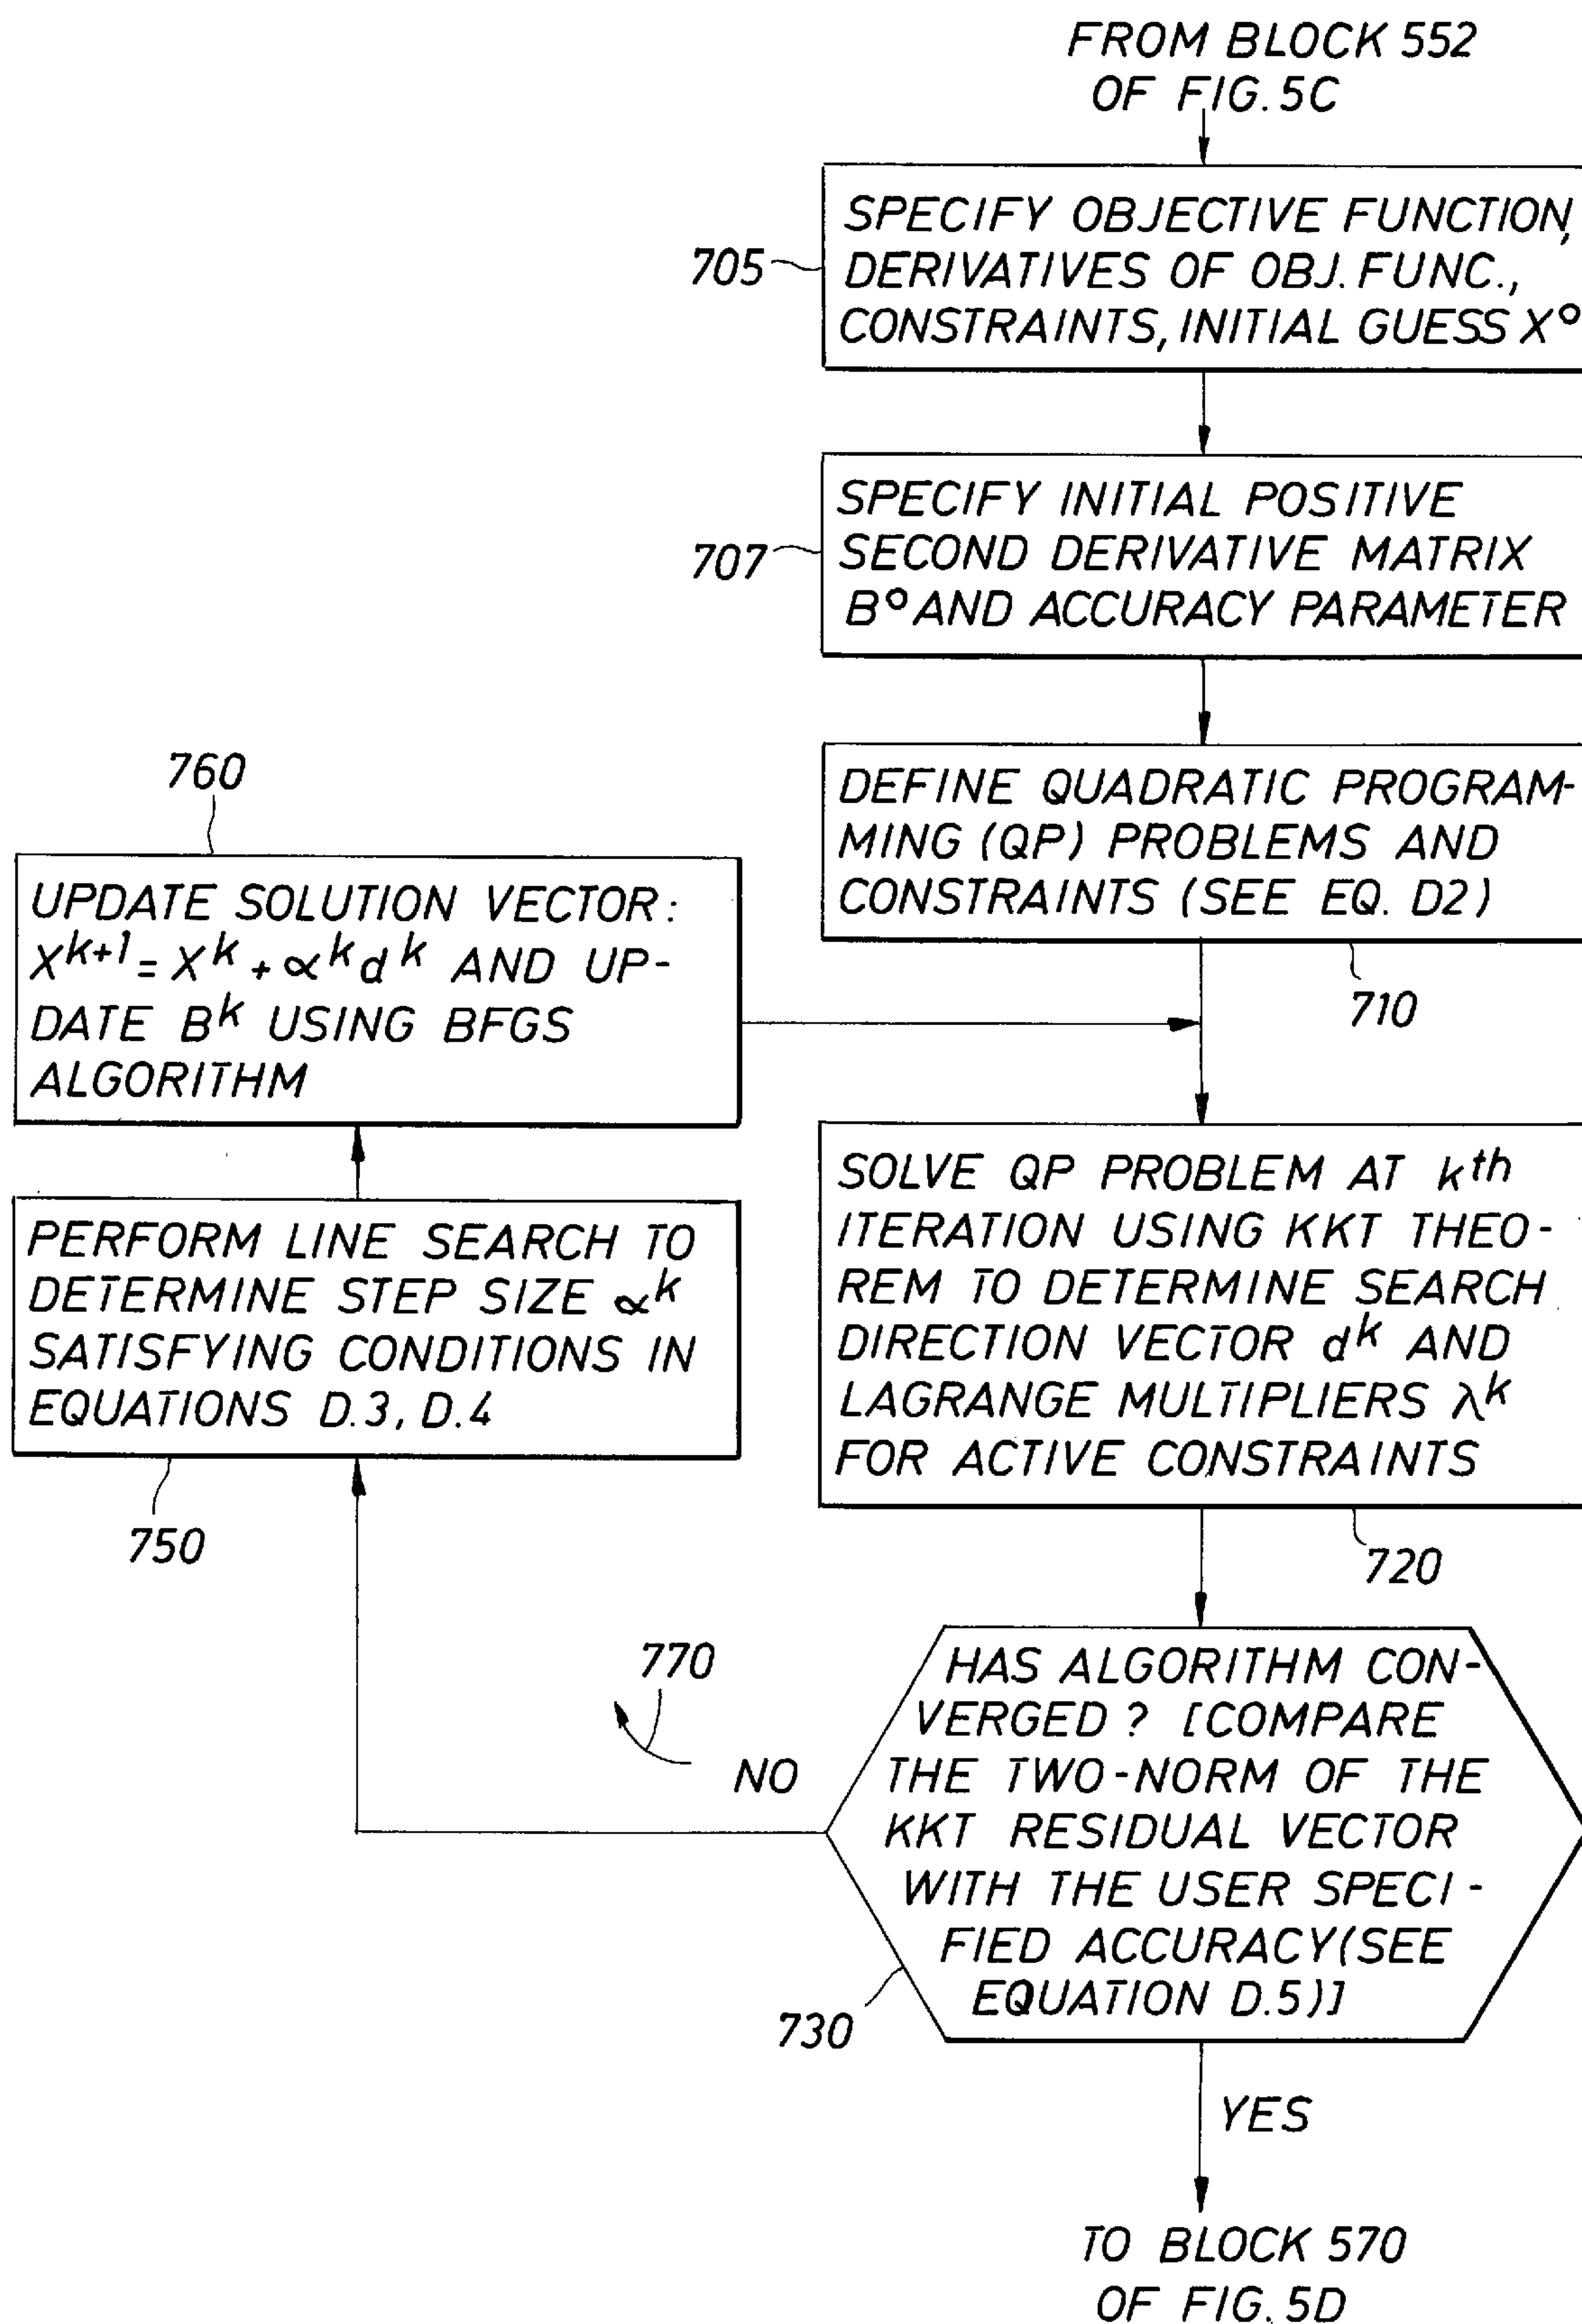 FROM BLOCK 552
OF FIG. 5C
705
SPECIFY OBJECTIVE FUNCTION,
DERIVATIVES OF OBJ. FUNC.,
CONSTRAINTS, INITIAL GUESS X°
707
SPECIFY INITIAL POSITIVE
SECOND DERIVATIVE MATRIX
B° AND ACCURACY PARAMETER
DEFINE QUADRATIC PROGRAM-
MING (QP) PROBLEMS AND
CONSTRAINTS (SEE EQ. D2)
710
760
UPDATE SOLUTION VECTOR:
X^{k+1} = X^k + ∝^k d^k AND UP-
DATE B^k USING BFGS
ALGORITHM
SOLVE QP PROBLEM AT k^{th}
ITERATION USING KKT THEO-
REM TO DETERMINE SEARCH
DIRECTION VECTOR d^k AND
LAGRANGE MULTIPLIERS λ^k
FOR ACTIVE CONSTRAINTS
720
PERFORM LINE SEARCH TO
DETERMINE STEP SIZE ∝^k
SATISFYING CONDITIONS IN
EQUATIONS D.3, D.4
750
770
NO
HAS ALGORITHM CON-
VERGED? [COMPARE
THE TWO-NORM OF THE
KKT RESIDUAL VECTOR
WITH THE USER SPECI-
FIED ACCURACY (SEE
EQUATION D.5)]
730
YES
TO BLOCK 570
OF FIG. 5D